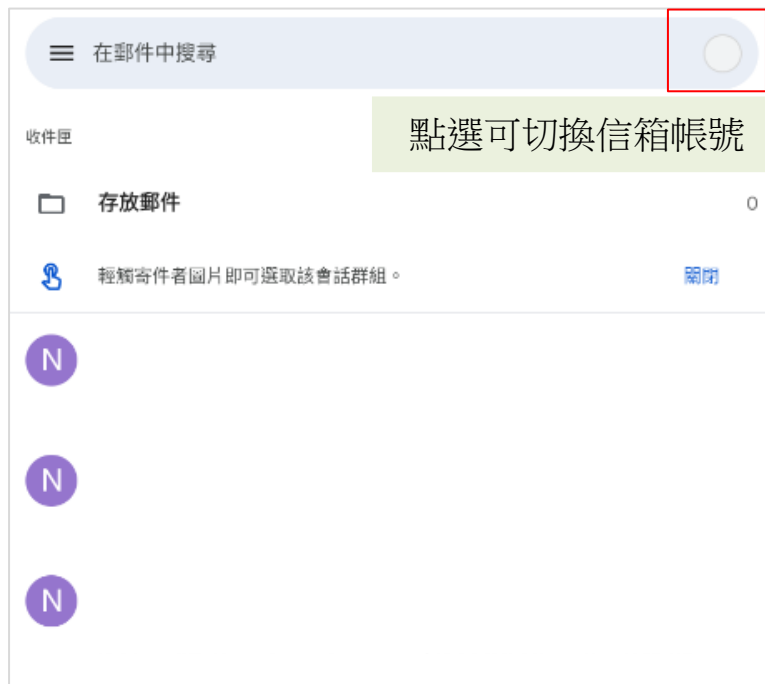 在郵件中搜尋
點選可切換信箱帳號
收件匣
存放郵件 0
輕觸寄件者圖片即可選取該會話群組。 關閉
N
N
N